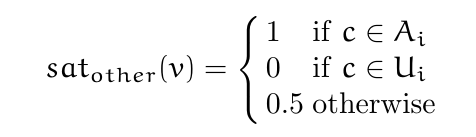 sat_other(v) = { 1 if c ∈ A_i
0 if c ∈ U_i
0.5 otherwise